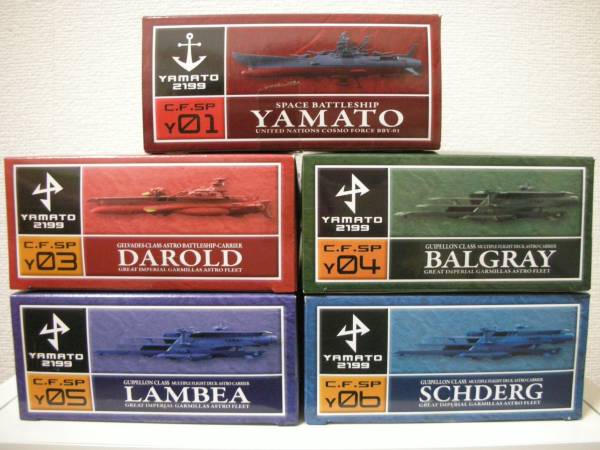 YAMATO
2199
C.F.SP
Y01
SPACE BATTLESHIP
YAMATO
UNITED NATIONS COSMO FORCE BBY-01
YAMATO
2199
C.F.SP
Y03
GELVADES-CLASS ASTRO BATTLESHIP-CARRIER
DAROLD
GREAT IMPERIAL GARMILLAS ASTRO FLEET
YAMATO
2199
C.F.SP
Y04
GUIPELLON CLASS MULTIPLE FLIGHT DECK ASTRO CARRIER
BALGRAY
GREAT IMPERIAL GARMILLAS ASTRO FLEET
YAMATO
2199
C.F.SP
Y05
GUIPELLON CLASS MULTIPLE FLIGHT DECK ASTRO CARRIER
LAMBEA
GREAT IMPERIAL GARMILLAS ASTRO FLEET
YAMATO
2199
C.F.SP
Y06
GUIPELLON CLASS MULTIPLE FLIGHT DECK ASTRO CARRIER
SCHDERG
GREAT IMPERIAL GARMILLAS ASTRO FLEET